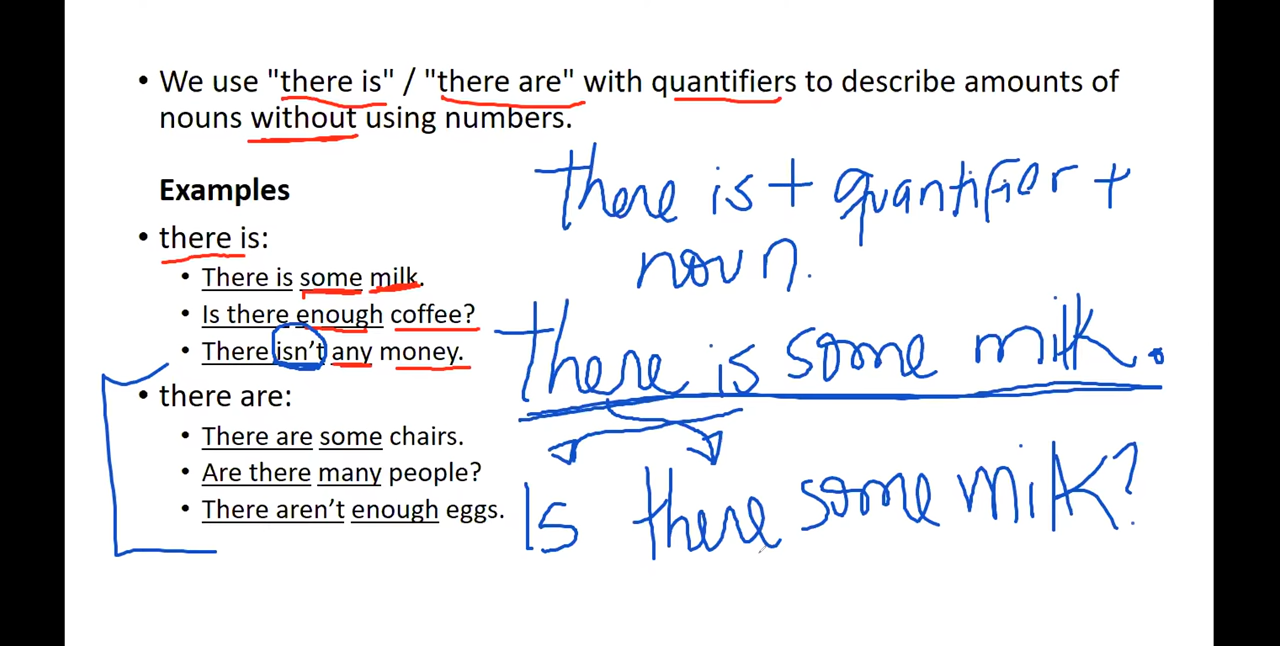 • We use "there is" / "there are" with quantifiers to describe amounts of
nouns without using numbers.
Examples
• there is:
• There is some milk.
• Is there enough coffee?
• There isn't any money.
• there are:
• There are some chairs.
• Are there many people?
• There aren't enough eggs.
there is + quantifier +
noun.
there is some milk.
Is there some milk?